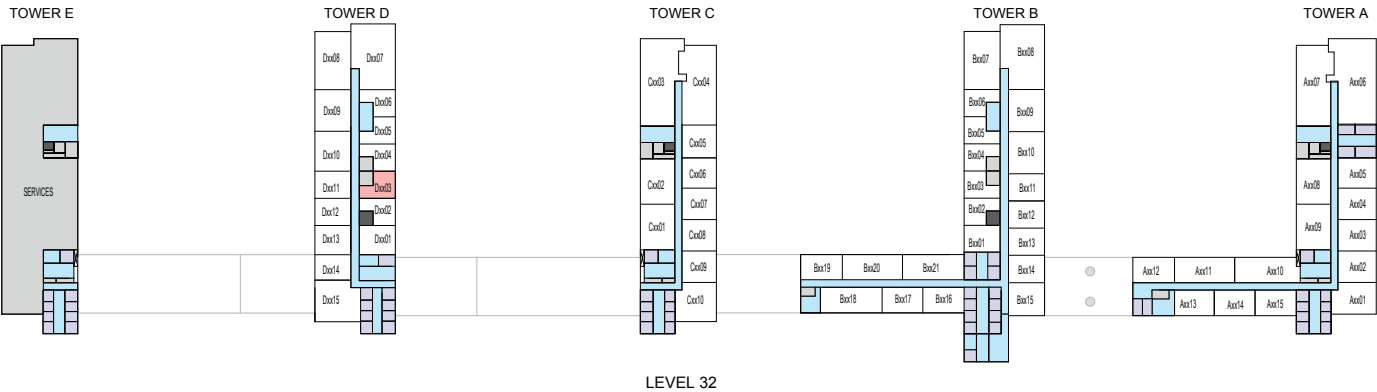 TOWER E
TOWER D
TOWER C
TOWER B
TOWER A
SERVICES
Dxx08
Dxx07
Dxx09
Dxx06
Dxx05
Dxx10
Dxx04
Dxx11
Dxx03
Dxx12
Dxx02
Dxx13
Dxx01
Dxx14
Dxx15
Cxx03
Cxx04
Cxx05
Cxx02
Cxx06
Cxx07
Cxx01
Cxx08
Cxx09
Cxx10
Bxx07
Bxx08
Bxx06
Bxx09
Bxx05
Bxx04
Bxx10
Bxx03
Bxx11
Bxx02
Bxx12
Bxx01
Bxx13
Bxx19
Bxx20
Bxx21
Bxx14
Bxx18
Bxx17
Bxx16
Bxx15
Axx07
Axx06
Axx08
Axx05
Axx04
Axx09
Axx03
Axx12
Axx11
Axx10
Axx02
Axx13
Axx14
Axx15
Axx01
LEVEL 32